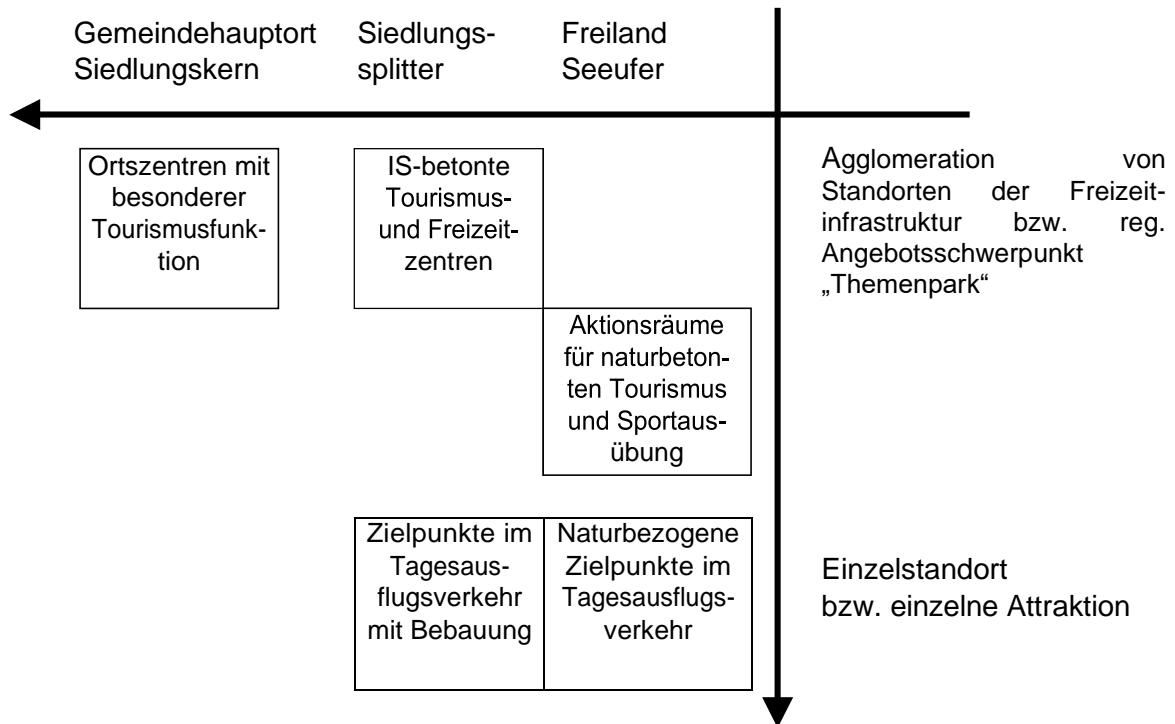 Gemeindehauptort
Siedlungskern
Siedlungs-
splitter
Freiland
Seeufer
Ortszentren mit
besonderer
Tourismusfunk-
tion
IS-betonte
Tourismus-
und Freizeit-
zentren
Agglomeration von
Standorten der Freizeit-
infrastruktur bzw. reg.
Angebotsschwerpunkt
„Themenpark“
Aktionsräume
für naturbeton-
ten Tourismus
und Sportaus-
übung
Zielpunkte im
Tagesaus-
flugsverkehr
mit Bebauung
Naturbezogene
Zielpunkte im
Tagesausflugs-
verkehr
Einzelstandort
bzw. einzelne Attraktion